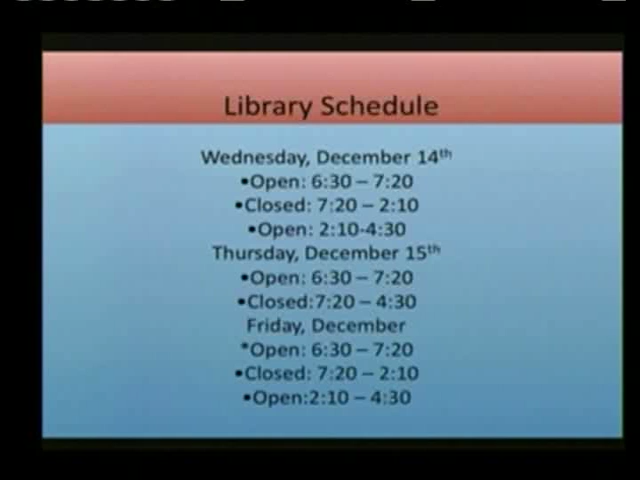 Library Schedule
Wednesday, December 14th
•Open: 6:30 – 7:20
•Closed: 7:20 – 2:10
•Open: 2:10-4:30
Thursday, December 15th
•Open: 6:30 – 7:20
•Closed:7:20 – 4:30
Friday, December
*Open: 6:30 – 7:20
•Closed: 7:20 – 2:10
•Open:2:10 – 4:30